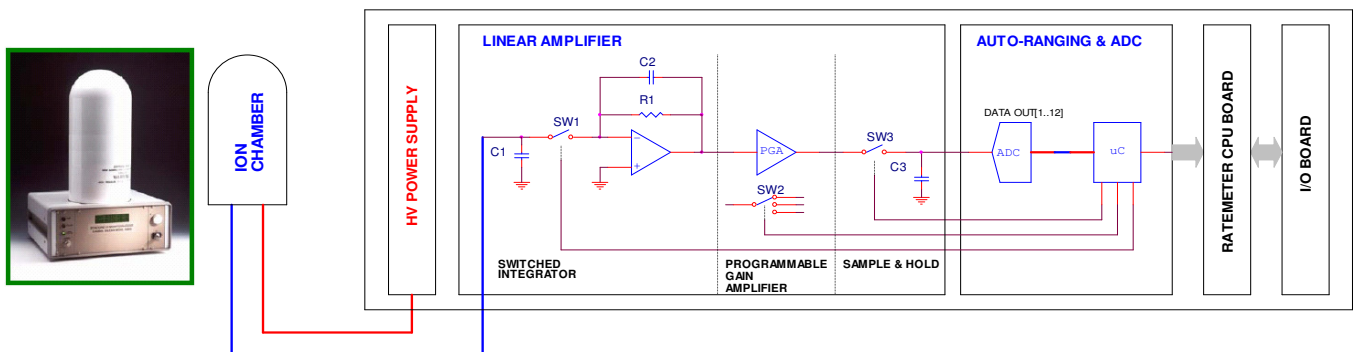 ION
CHAMBER
HV POWER SUPPLY
LINEAR AMPLIFIER
C2
R1
SW1
C1
PGA
SW2
SW3
C3
SWITCHED
INTEGRATOR
PROGRAMMABLE
GAIN
AMPLIFIER
SAMPLE & HOLD
AUTO-RANGING & ADC
DATA OUT[1..12]
ADC
uC
RATEMETER CPU BOARD
I/O BOARD